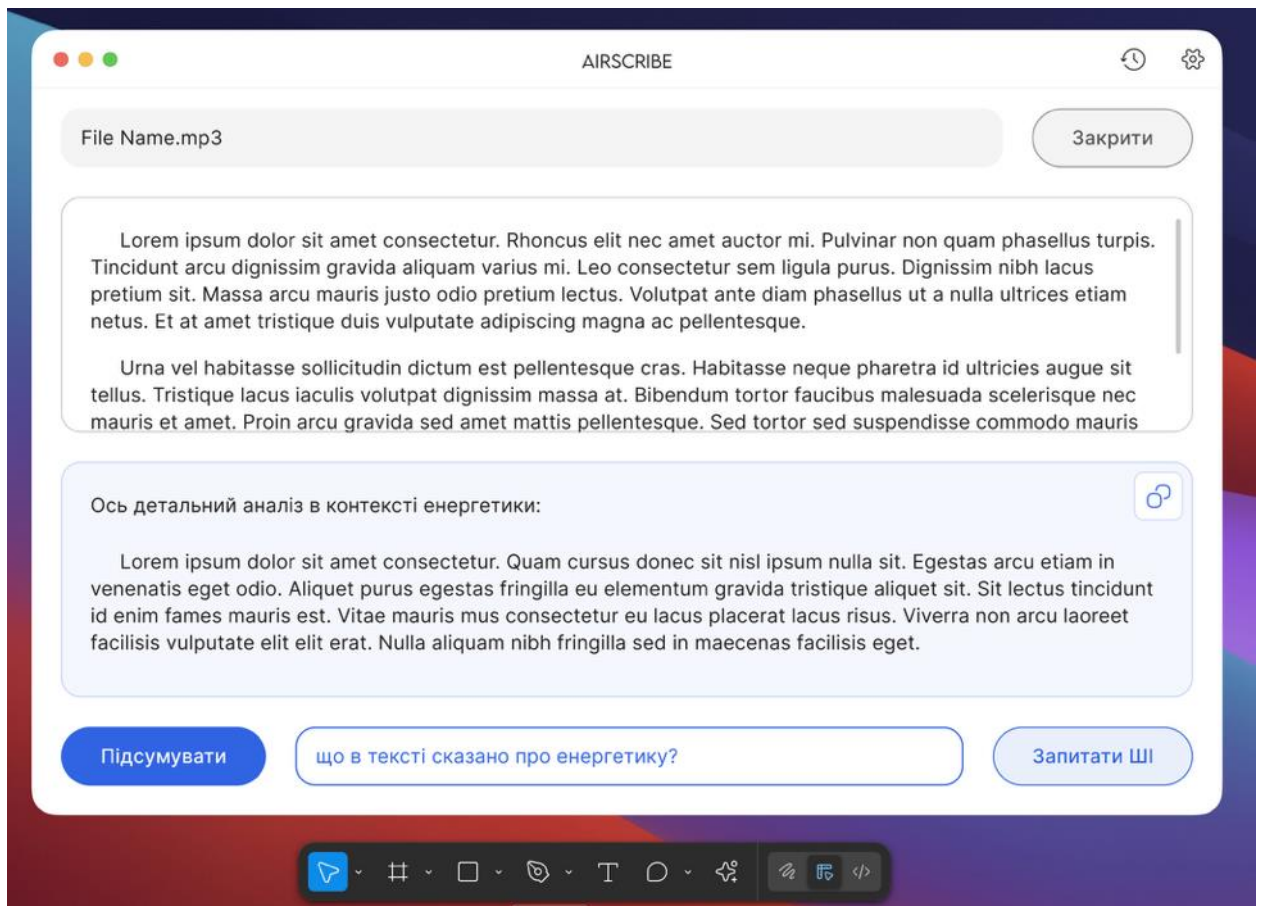 AIRSCRIBE
File Name.mp3
Закрити
Lorem ipsum dolor sit amet consectetur. Rhoncus elit nec amet auctor mi. Pulvinar non quam phasellus turpis.
Tincidunt arcu dignissim gravida aliquam varius mi. Leo consectetur sem ligula purus. Dignissim nibh lacus
pretium sit. Massa arcu mauris justo odio pretium lectus. Volutpat ante diam phasellus ut a nulla ultrices etiam
netus. Et at amet tristique duis vulputate adipiscing magna ac pellentesque.
Urna vel habitasse sollicitudin dictum est pellentesque cras. Habitasse neque pharetra id ultricies augue sit
tellus. Tristique lacus iaculis volutpat dignissim massa at. Bibendum tortor faucibus malesuada scelerisque nec
mauris et amet. Proin arcu gravida sed amet mattis pellentesque. Sed tortor sed suspendisse commodo mauris
Ось детальний аналіз в контексті енергетики:
Lorem ipsum dolor sit amet consectetur. Quam cursus donec sit nisl ipsum nulla sit. Egestas arcu etiam in
venenatis eget odio. Aliquet purus egestas fringilla eu elementum gravida tristique aliquet sit. Sit lectus tincidunt
id enim fames mauris est. Vitae mauris mus consectetur eu lacus placerat lacus risus. Viverra non arcu laoreet
facilisis vulputate elit elit erat. Nulla aliquam nibh fringilla sed in maecenas facilisis eget.
Підсумувати
що в тексті сказано про енергетику?
Запитати ШІ